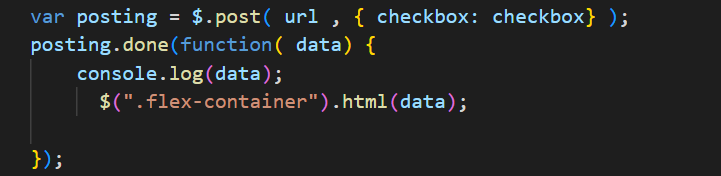 var posting = $.post( url , { checkbox: checkbox} );
posting.done(function( data) {
console.log(data);
$(".flex-container").html(data);
});